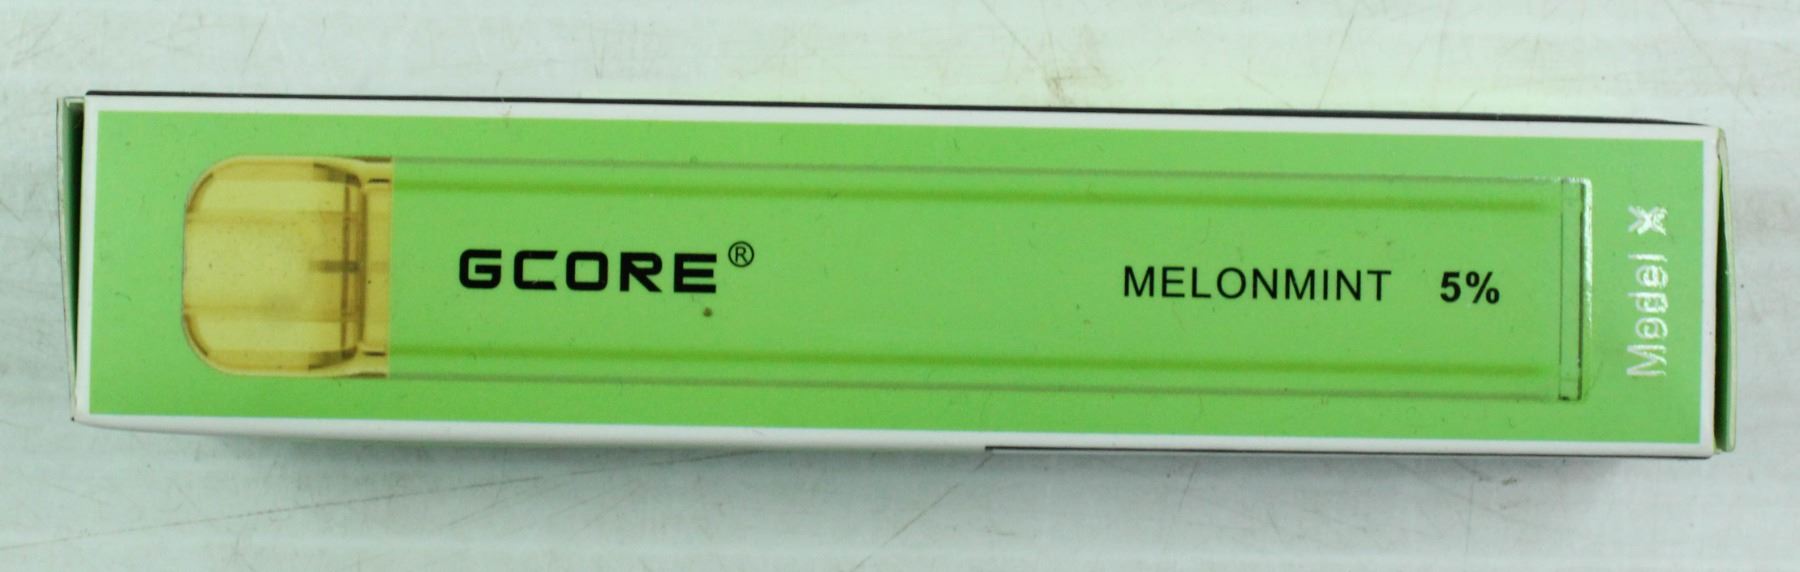 GCORE®
MELONMINT 5%
Model X